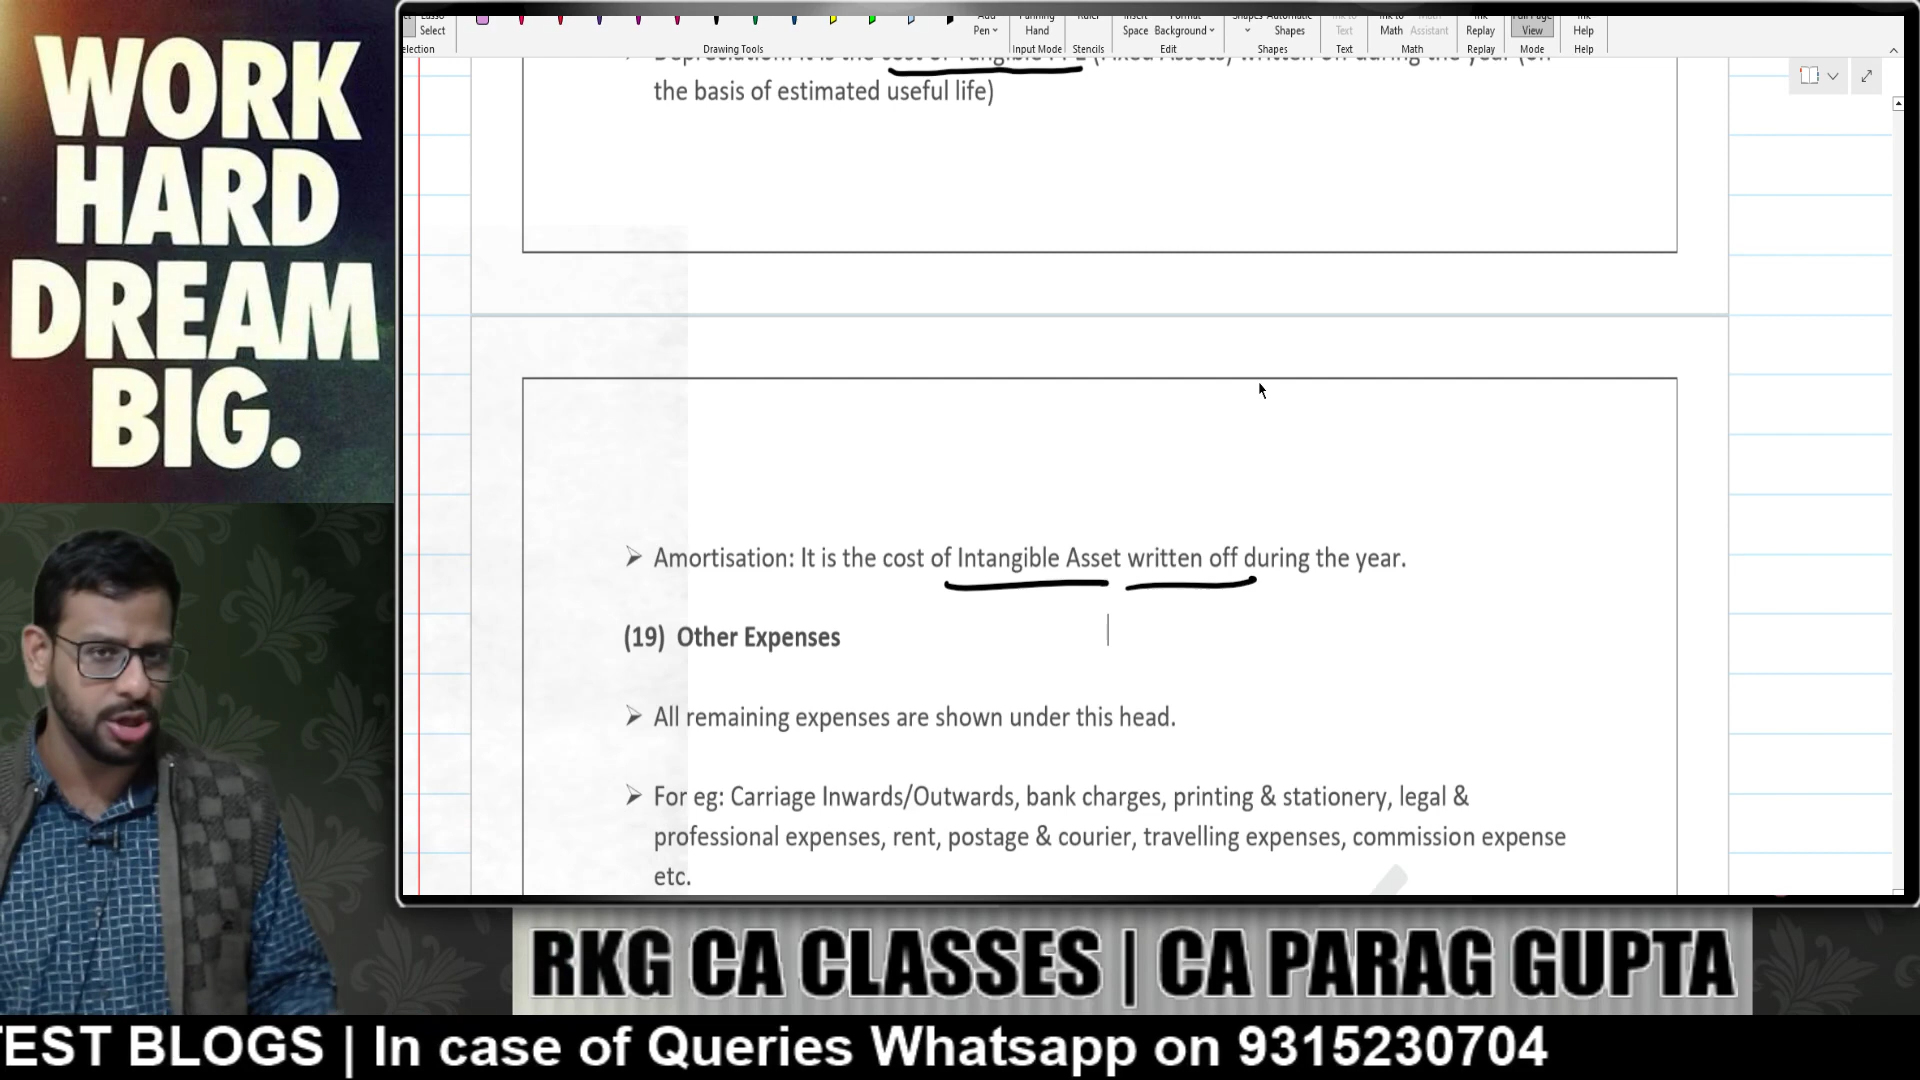 WORK
HARD
DREAM
BIG.
Select
Pen
Hand
Space
Background
Shapes
Text
Math
Assistant
Replay
View
Help
Drawing Tools
Input Mode
Stencils
Edit
Shapes
Text
Math
Replay
Mode
Help
the basis of estimated useful life)
➢ Amortisation: It is the cost of Intangible Asset written off during the year.
(19) Other Expenses
➢ All remaining expenses are shown under this head.
➢ For eg: Carriage Inwards/Outwards, bank charges, printing & stationery, legal &
professional expenses, rent, postage & courier, travelling expenses, commission expense
etc.
RKG CA CLASSES | CA PARAG GUPTA
TEST BLOGS | In case of Queries Whatsapp on 9315230704